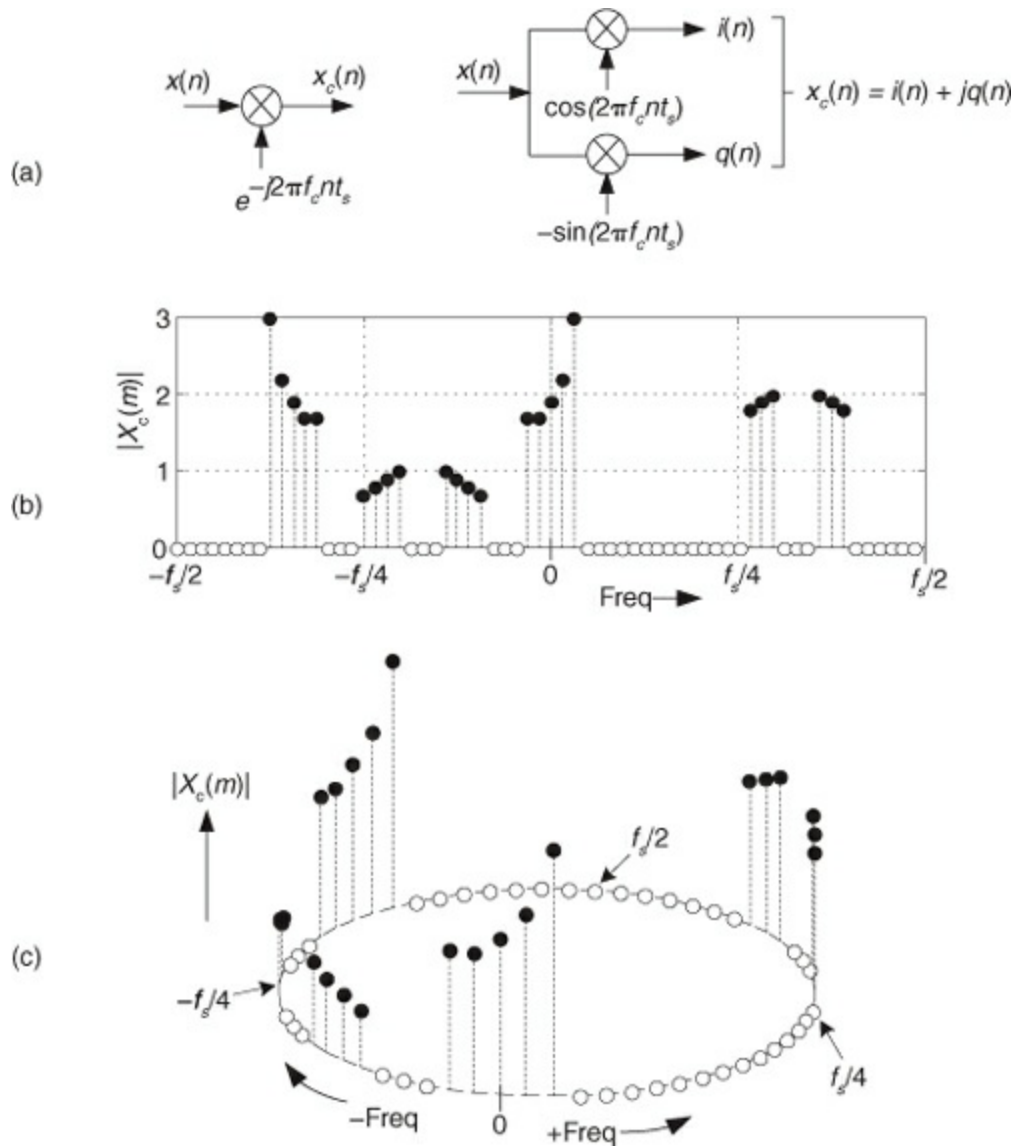 (a)
x(n)
x_c(n)
e^{–j2πf_c nt_s}
x(n)
i(n)
cos(2πf_c nt_s)
q(n)
–sin(2πf_c nt_s)
x_c(n) = i(n) + jq(n)
(b)
|X_c(m)|
3
2
1
0
–f_s/2
–f_s/4
0
f_s/4
f_s/2
Freq
(c)
|X_c(m)|
f_s/2
–f_s/4
f_s/4
–Freq
0
+Freq